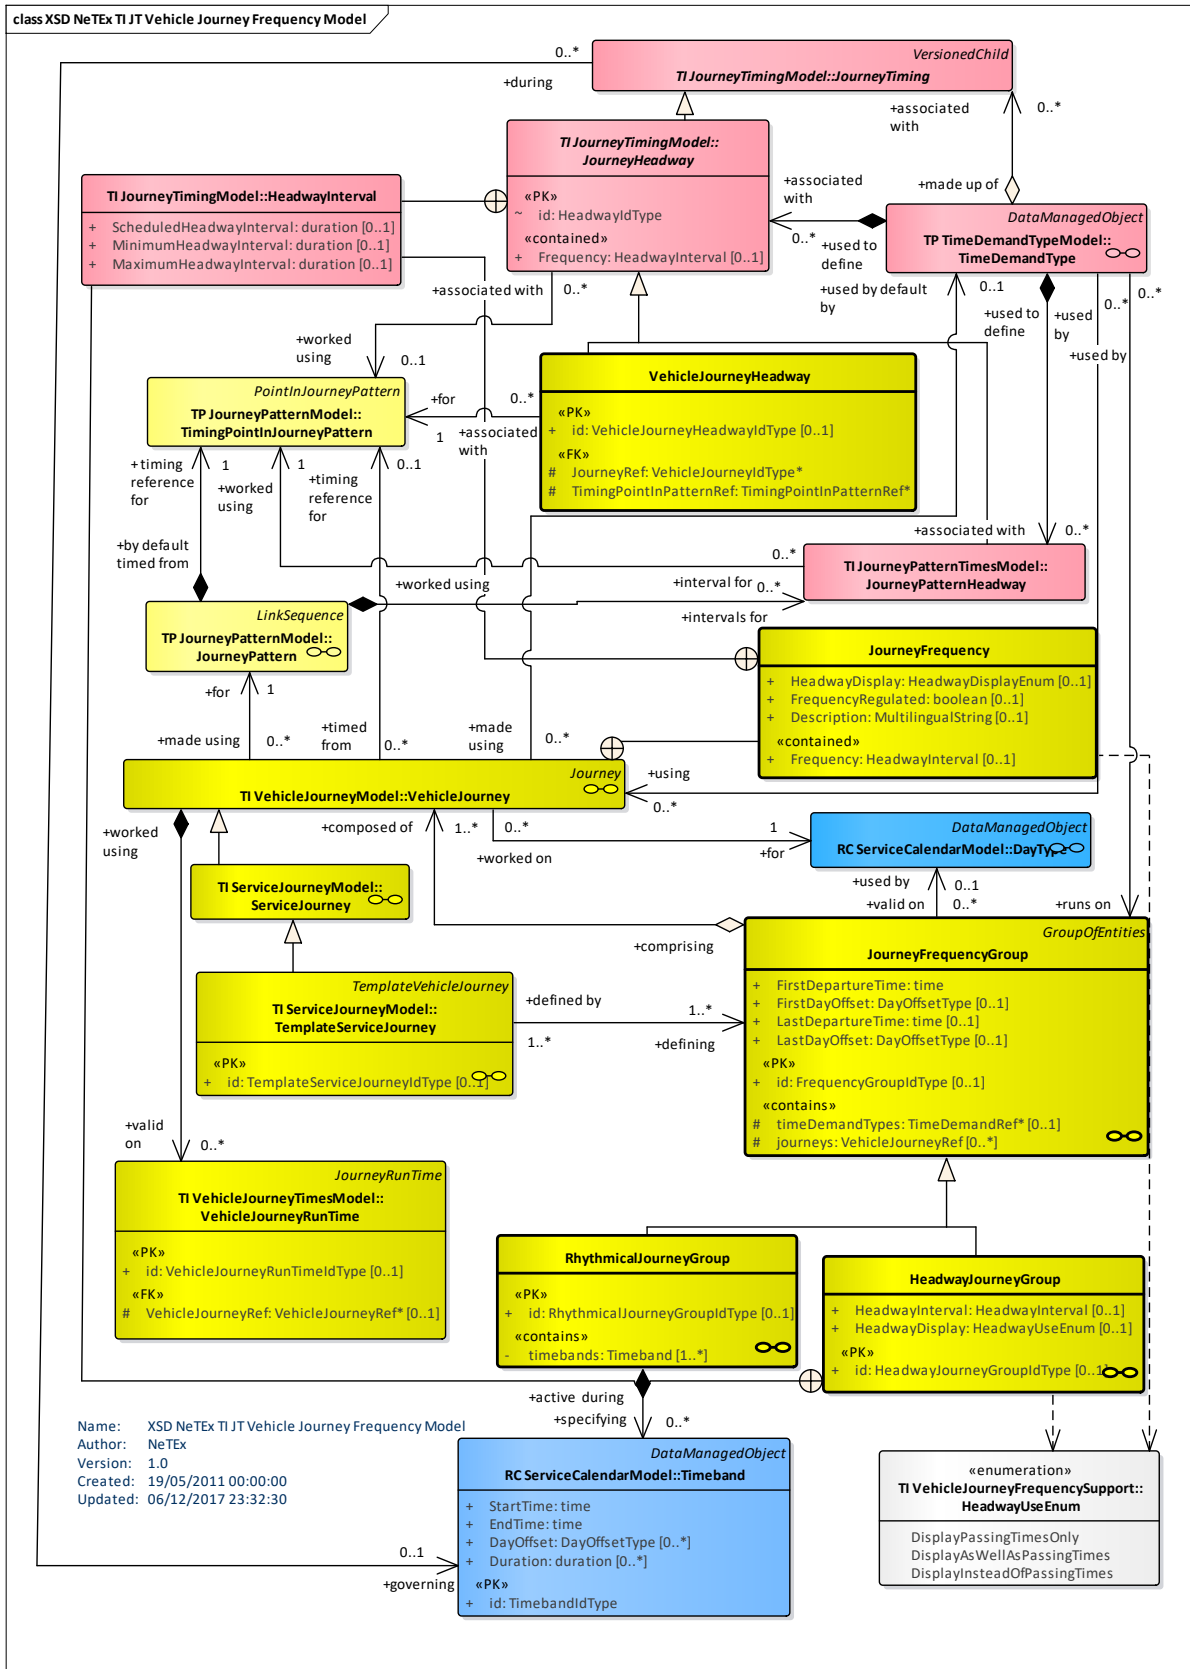 class XSD NeTEx TI JT Vehicle Journey Frequency Model
VersionedChild
TI JourneyTimingModel::JourneyTiming
0..*
+during
+associated
with
0..*
TI JourneyTimingModel::
JourneyHeadway
«PK»
~ id: HeadwayIdType
«contained»
+ Frequency: HeadwayInterval [0..1]
TI JourneyTimingModel::HeadwayInterval
+ ScheduledHeadwayInterval: duration [0..1]
+ MinimumHeadwayInterval: duration [0..1]
+ MaximumHeadwayInterval: duration [0..1]
+associated
with
0..*
+made up of
DataManagedObject
TP TimeDemandTypeModel::
TimeDemandType
+used to
define
+used by default
by
0..1
+used to
define
+used
by
0..*
0..*
+used by
+associated with
0..*
+worked
using
0..1
PointInJourneyPattern
TP JourneyPatternModel::
TimingPointInJourneyPattern
+for
0..*
1
+associated
with
VehicleJourneyHeadway
«PK»
+ id: VehicleJourneyHeadwayIdType [0..1]
«FK»
# JourneyRef: VehicleJourneyIdType*
# TimingPointInPatternRef: TimingPointInPatternRef*
+timing
reference
for
1
+worked
using
1
+timing
reference
for
0..1
+by default
timed from
+associated with
0..*
0..*
TI JourneyPatternTimesModel::
JourneyPatternHeadway
+worked using
+interval for
0..*
+intervals for
LinkSequence
TP JourneyPatternModel::
JourneyPattern
JourneyFrequency
+ HeadwayDisplay: HeadwayDisplayEnum [0..1]
+ FrequencyRegulated: boolean [0..1]
+ Description: MultilingualString [0..1]
«contained»
+ Frequency: HeadwayInterval [0..1]
+for
1
+made using
0..*
+timed
from
0..*
+made
using
0..*
Journey
TI VehicleJourneyModel::VehicleJourney
+using
0..*
+worked
using
+composed of
1..*
0..*
+worked on
1
+for
DataManagedObject
RC ServiceCalendarModel::DayType
+used by
0..1
+valid on
0..*
+runs on
TI ServiceJourneyModel::
ServiceJourney
+comprising
GroupOfEntities
JourneyFrequencyGroup
+ FirstDepartureTime: time
+ FirstDayOffset: DayOffsetType [0..1]
+ LastDepartureTime: time [0..1]
+ LastDayOffset: DayOffsetType [0..1]
«PK»
+ id: FrequencyGroupIdType [0..1]
«contains»
# timeDemandTypes: TimeDemandRef* [0..1]
# journeys: VehicleJourneyRef [0..*]
TemplateVehicleJourney
TI ServiceJourneyModel::
TemplateServiceJourney
«PK»
+ id: TemplateServiceJourneyIdType [0..1]
+defined by
1..*
1..*
+defining
+valid
on
0..*
JourneyRunTime
TI VehicleJourneyTimesModel::
VehicleJourneyRunTime
«PK»
+ id: VehicleJourneyRunTimeIdType [0..1]
«FK»
# VehicleJourneyRef: VehicleJourneyRef* [0..1]
RhythmicalJourneyGroup
«PK»
+ id: RhythmicalJourneyGroupIdType [0..1]
«contains»
- timebands: Timeband [1..*]
HeadwayJourneyGroup
+ HeadwayInterval: HeadwayInterval [0..1]
+ HeadwayDisplay: HeadwayUseEnum [0..1]
«PK»
+ id: HeadwayJourneyGroupIdType [0..1]
+active during
+specifying
0..*
Name: XSD NeTEx TI JT Vehicle Journey Frequency Model
Author: NeTEx
Version: 1.0
Created: 19/05/2011 00:00:00
Updated: 06/12/2017 23:32:30
DataManagedObject
RC ServiceCalendarModel::Timeband
+ StartTime: time
+ EndTime: time
+ DayOffset: DayOffsetType [0..*]
+ Duration: duration [0..*]
«PK»
+ id: TimebandIdType
0..1
+governing
«enumeration»
TI VehicleJourneyFrequencySupport::
HeadwayUseEnum
DisplayPassingTimesOnly
DisplayAsWellAsPassingTimes
DisplayInsteadOfPassingTimes